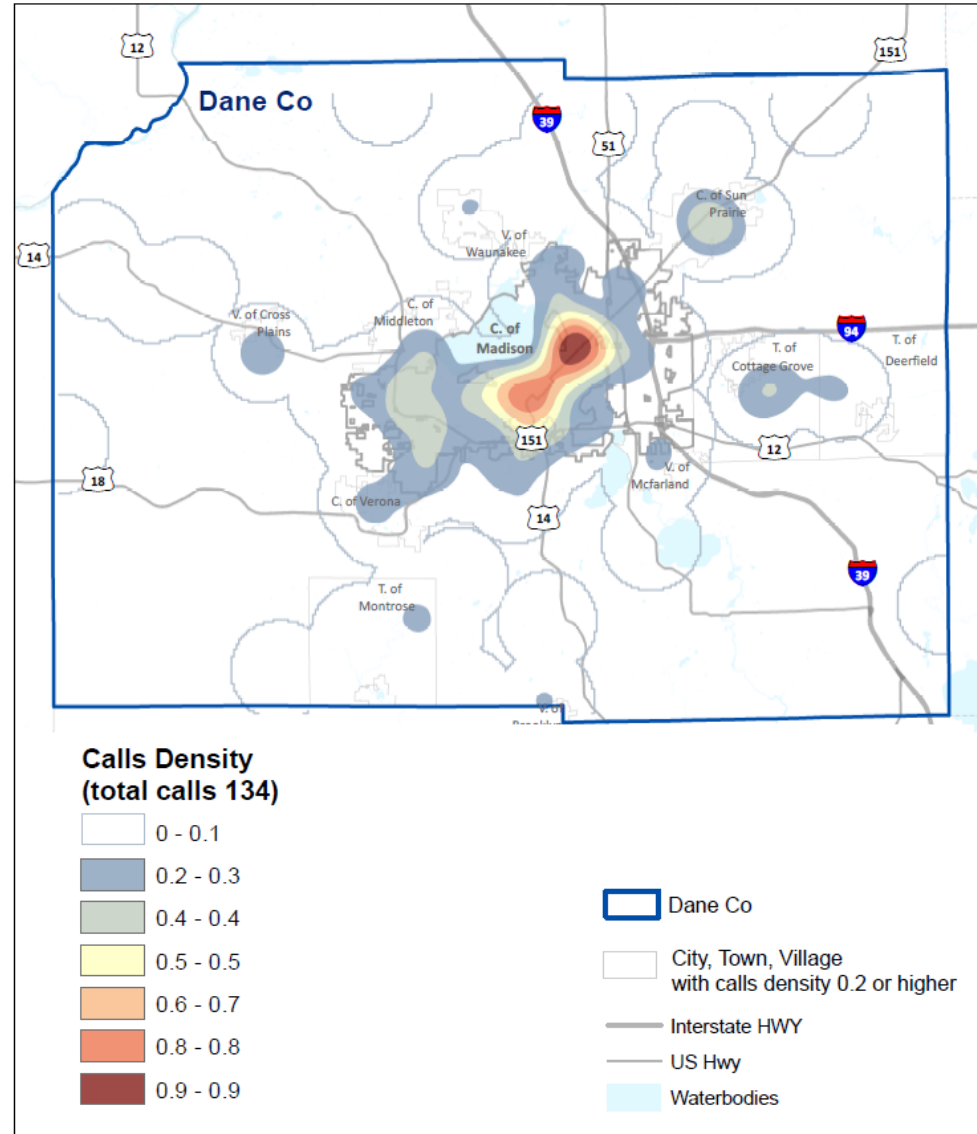 12
151
Dane Co
39
51
C. of Sun
Prairie
14
V. of
Waunakee
V. of Cross
Plains
C. of
Middleton
C. of
Madison
94
T. of
Cottage Grove
T. of
Deerfield
151
12
18
C. of Verona
V. of
Mcfarland
14
39
T. of
Montrose
V. of
Calls Density
(total calls 134)
0 - 0.1
0.2 - 0.3
0.4 - 0.4
0.5 - 0.5
0.6 - 0.7
0.8 - 0.8
0.9 - 0.9
Dane Co
City, Town, Village
with calls density 0.2 or higher
Interstate HWY
US Hwy
Waterbodies